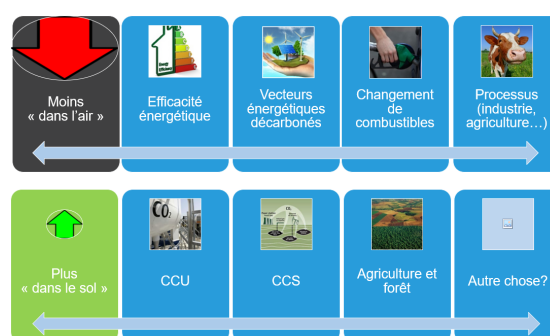 Moins
« dans l’air »
Efficacité
énergétique
Vecteurs
énergétiques
décarbonés
Changement
de
combustibles
Processus
(industrie,
agriculture…)
CO₂
Plus
« dans le sol »
CCU
CCS
Agriculture et
forêt
Autre chose?